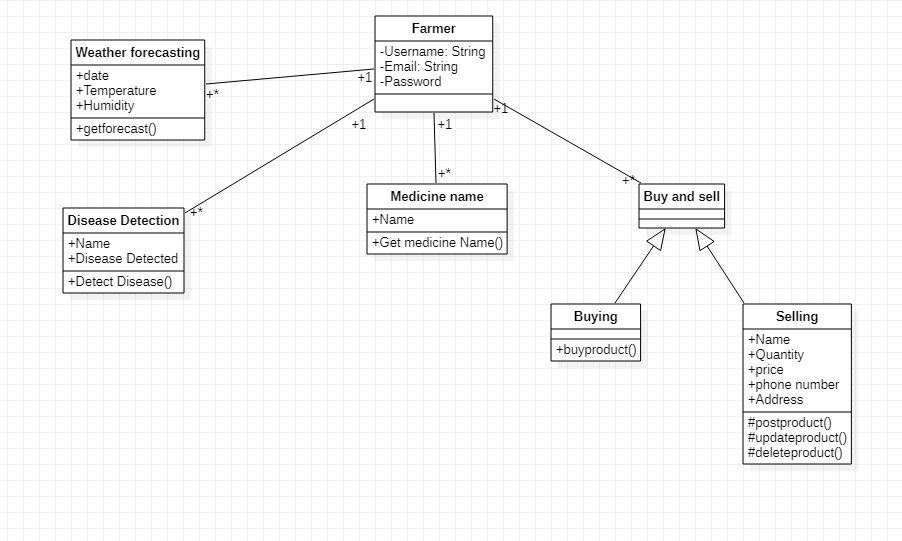 Farmer
-Username: String
-Email: String
-Password
Weather forecasting
+date
+Temperature
+Humidity
+getforecast()
+1
+*
+1
+1
+1
+*
+*
+*
Disease Detection
+Name
+Disease Detected
+Detect Disease()
Medicine name
+Name
+Get medicine Name()
Buy and sell
Buying
+buyproduct()
Selling
+Name
+Quantity
+price
+phone number
+Address
#postproduct()
#updateproduct()
#deleteproduct()